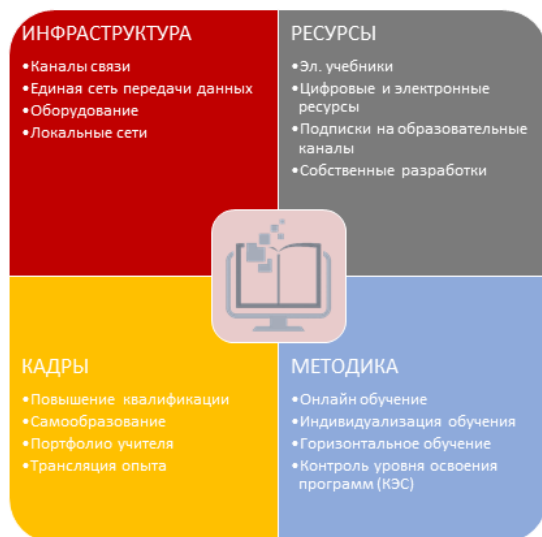 ИНФРАСТРУКТУРА
•Каналы связи
•Единая сеть передачи данных
•Оборудование
•Локальные сети
РЕСУРСЫ
•Эл. учебники
•Цифровые и электронные
ресурсы
•Подписки на образовательные
каналы
•Собственные разработки
КАДРЫ
•Повышение квалификации
•Самообразование
•Портфолио учителя
•Трансляция опыта
МЕТОДИКА
•Онлайн обучение
•Индивидуализация обучения
•Горизонтальное обучение
•Контроль уровня освоения
программ (КЭС)